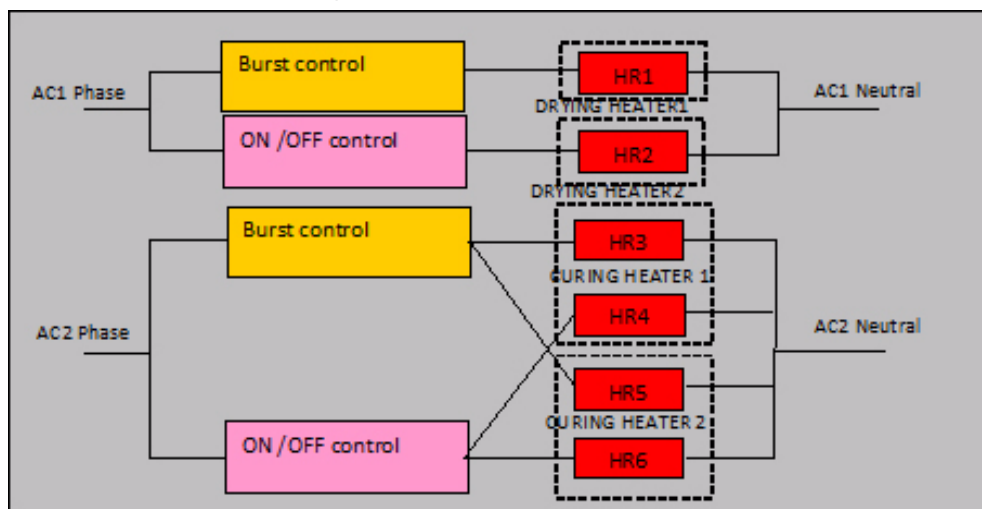 Burst control
HR1
AC1 Phase
AC1 Neutral
DRYING HEATER1
ON /OFF control
HR2
DRYING HEATER2
Burst control
HR3
CURING HEATER 1
HR4
AC2 Phase
AC2 Neutral
HR5
CURING HEATER 2
ON /OFF control
HR6